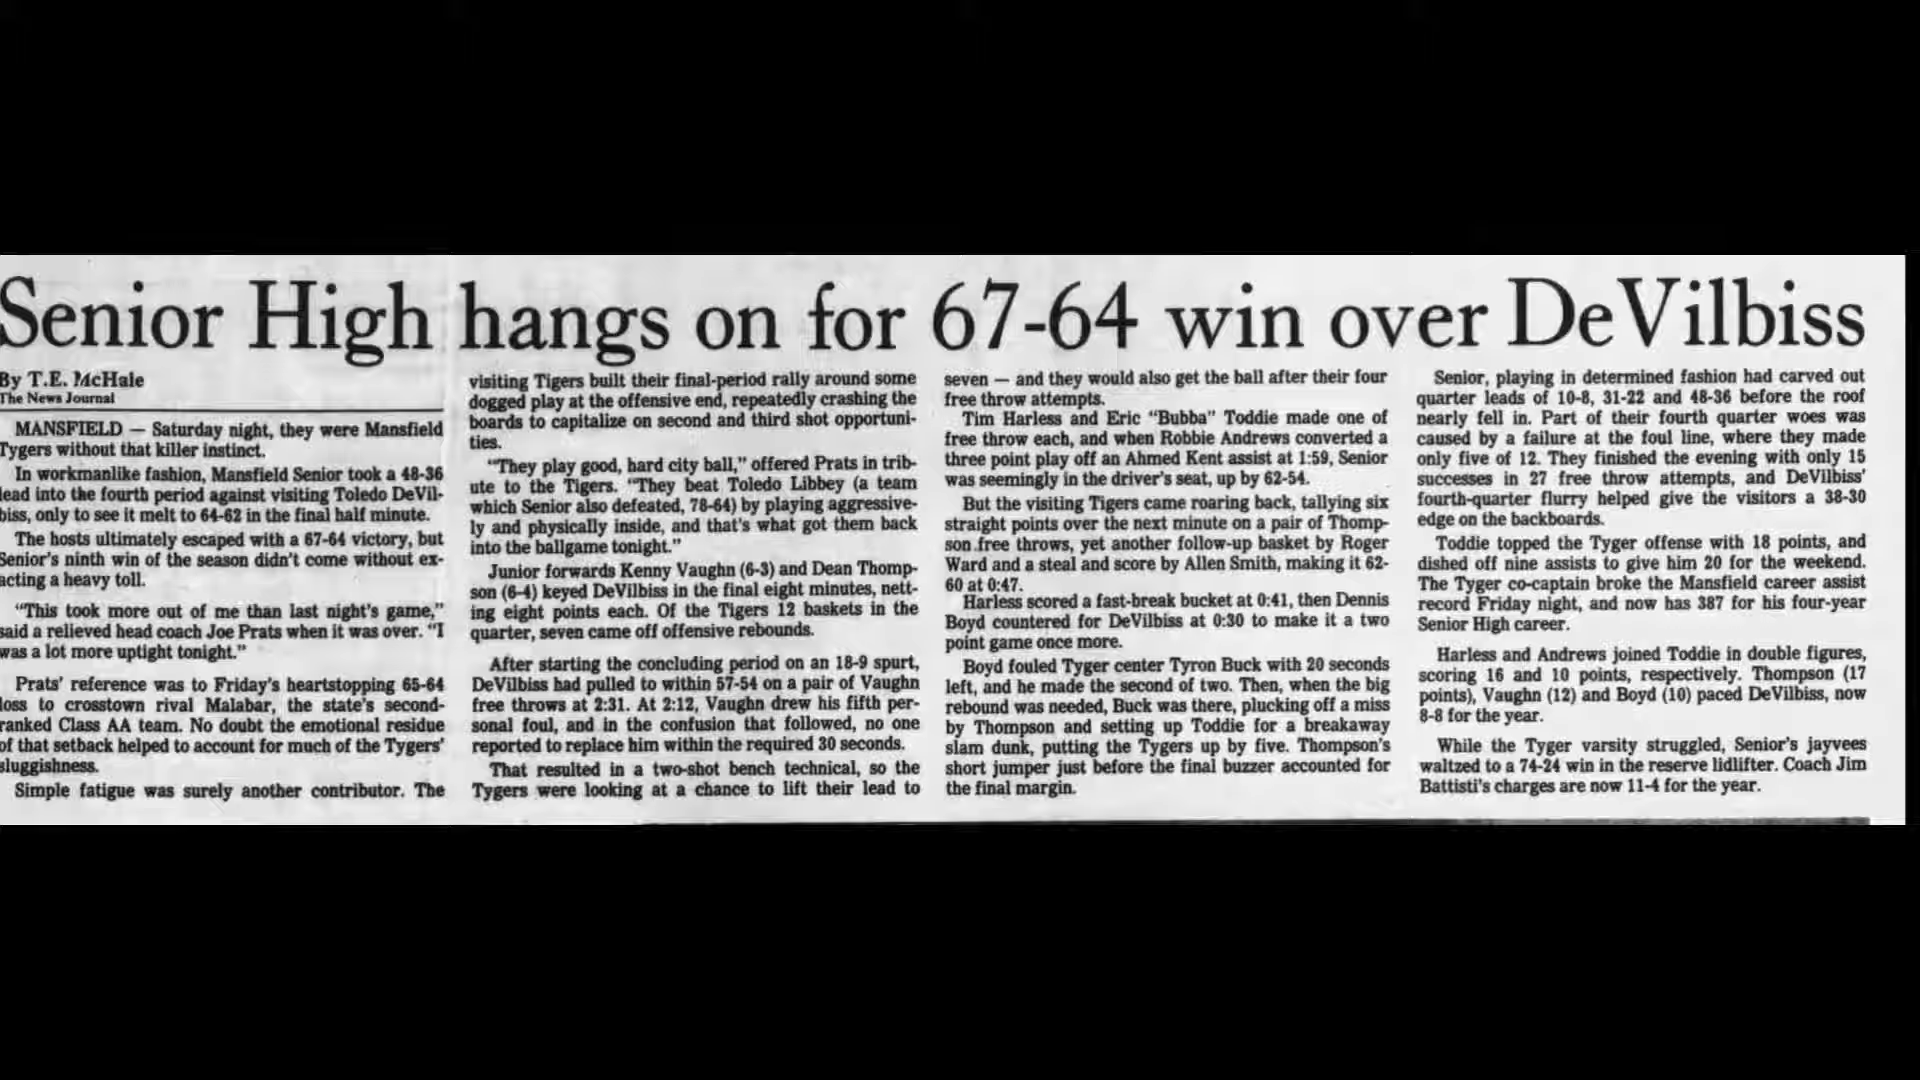 Senior High hangs on for 67-64 win over DeVilbiss
By T.E. McHale
The News Journal
MANSFIELD — Saturday night, they were Mansfield
Tygers without that killer instinct.
In workmanlike fashion, Mansfield Senior took a 48-36
lead into the fourth period against visiting Toledo DeVil-
biss, only to see it melt to 64-62 in the final half minute.
The hosts ultimately escaped with a 67-64 victory, but
Senior's ninth win of the season didn't come without ex-
acting a heavy toll.
"This took more out of me than last night's game,"
said a relieved head coach Joe Prats when it was over. "I
was a lot more uptight tonight."
Prats' reference was to Friday's heartstopping 65-64
loss to crosstown rival Malabar, the state's second-
ranked Class AA team. No doubt the emotional residue
of that setback helped to account for much of the Tygers'
sluggishness.
Simple fatigue was surely another contributor. The
visiting Tigers built their final-period rally around some
dogged play at the offensive end, repeatedly crashing the
boards to capitalize on second and third shot opportuni-
ties.
"They play good, hard city ball," offered Prats in trib-
ute to the Tigers. "They beat Toledo Libbey (a team
which Senior also defeated, 78-64) by playing aggressive-
ly and physically inside, and that's what got them back
into the ballgame tonight."
Junior forwards Kenny Vaughn (6-3) and Dean Thomp-
son (6-4) keyed DeVilbiss in the final eight minutes, nett-
ing eight points each. Of the Tigers 12 baskets in the
quarter, seven came off offensive rebounds.
After starting the concluding period on an 18-9 spurt,
DeVilbiss had pulled to within 57-54 on a pair of Vaughn
free throws at 2:31. At 2:12, Vaughn drew his fifth per-
sonal foul, and in the confusion that followed, no one
reported to replace him within the required 30 seconds.
That resulted in a two-shot bench technical, so the
Tygers were looking at a chance to lift their lead to
seven — and they would also get the ball after their four
free throw attempts.
Tim Harless and Eric "Bubba" Toddie made one of
free throw each, and when Robbie Andrews converted a
three point play off an Ahmed Kent assist at 1:59, Senior
was seemingly in the driver's seat, up by 62-54.
But the visiting Tigers came roaring back, tallying six
straight points over the next minute on a pair of Thomp-
son free throws, yet another follow-up basket by Roger
Ward and a steal and score by Allen Smith, making it 62-
60 at 0:47.
Harless scored a fast-break bucket at 0:41, then Dennis
Boyd countered for DeVilbiss at 0:30 to make it a two
point game once more.
Boyd fouled Tyger center Tyron Buck with 20 seconds
left, and he made the second of two. Then, when the big
rebound was needed, Buck was there, plucking off a miss
by Thompson and setting up Toddie for a breakaway
slam dunk, putting the Tygers up by five. Thompson's
short jumper just before the final buzzer accounted for
the final margin.
Senior, playing in determined fashion had carved out
quarter leads of 10-8, 31-22 and 48-36 before the roof
nearly fell in. Part of their fourth quarter woes was
caused by a failure at the foul line, where they made
only five of 12. They finished the evening with only 15
successes in 27 free throw attempts, and DeVilbiss'
fourth-quarter flurry helped give the visitors a 38-30
edge on the backboards.
Toddie topped the Tyger offense with 18 points, and
dished off nine assists to give him 20 for the weekend.
The Tyger co-captain broke the Mansfield career assist
record Friday night, and now has 387 for his four-year
Senior High career.
Harless and Andrews joined Toddie in double figures,
scoring 16 and 10 points, respectively. Thompson (17
points), Vaughn (12) and Boyd (10) paced DeVilbiss, now
8-8 for the year.
While the Tyger varsity struggled, Senior's jayvees
waltzed to a 74-24 win in the reserve lidlifter. Coach Jim
Battisti's charges are now 11-4 for the year.